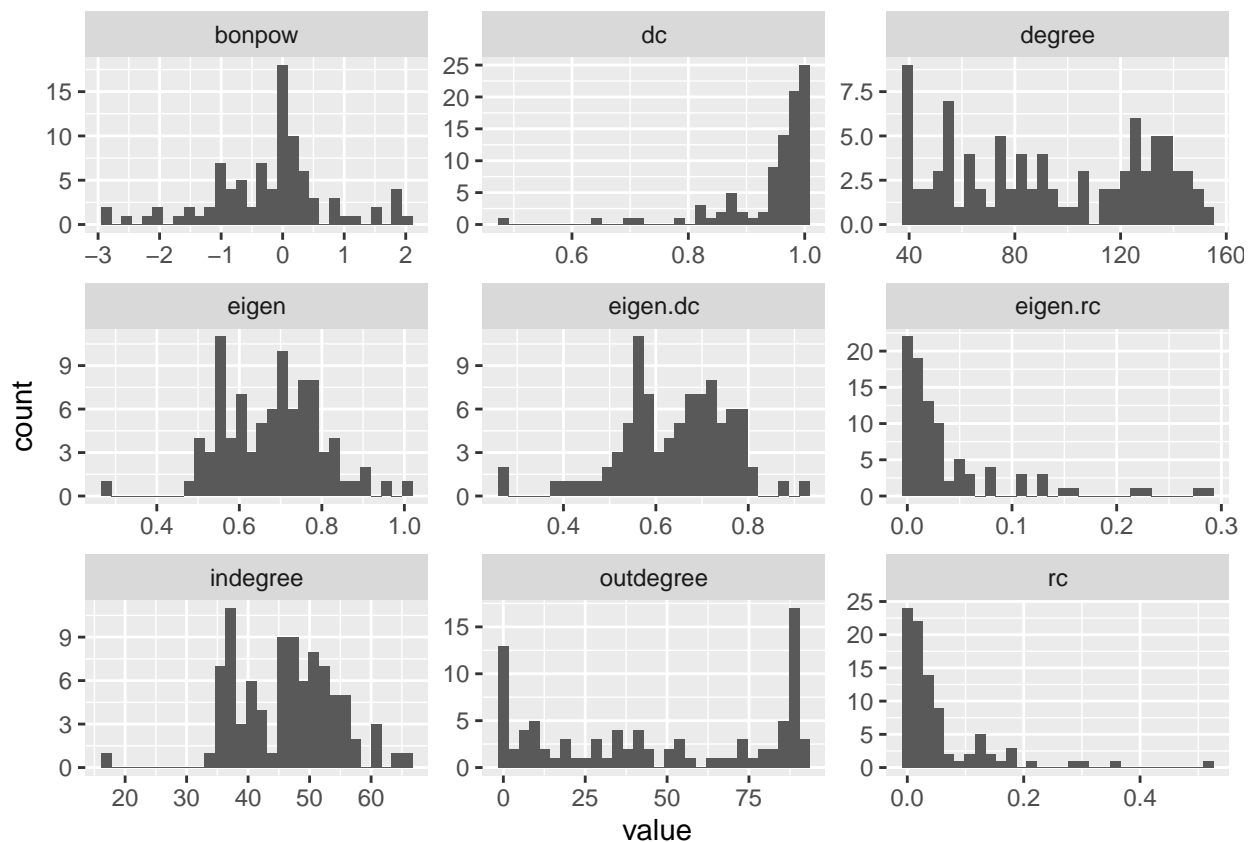 bonpow dc degree
15
10
5
0
−3 −2 −1 0 1 2
25
20
15
10
5
0
0.6 0.8 1.0
7.5
5.0
2.5
0.0
40 80 120 160
eigen eigen.dc eigen.rc
9
6
3
0
0.4 0.6 0.8 1.0
9
6
3
0
0.4 0.6 0.8
20
15
10
5
0
0.0 0.1 0.2 0.3
count
indegree outdegree rc
9
6
3
0
20 30 40 50 60
15
10
5
0
0 25 50 75
25
20
15
10
5
0
0.0 0.2 0.4
value